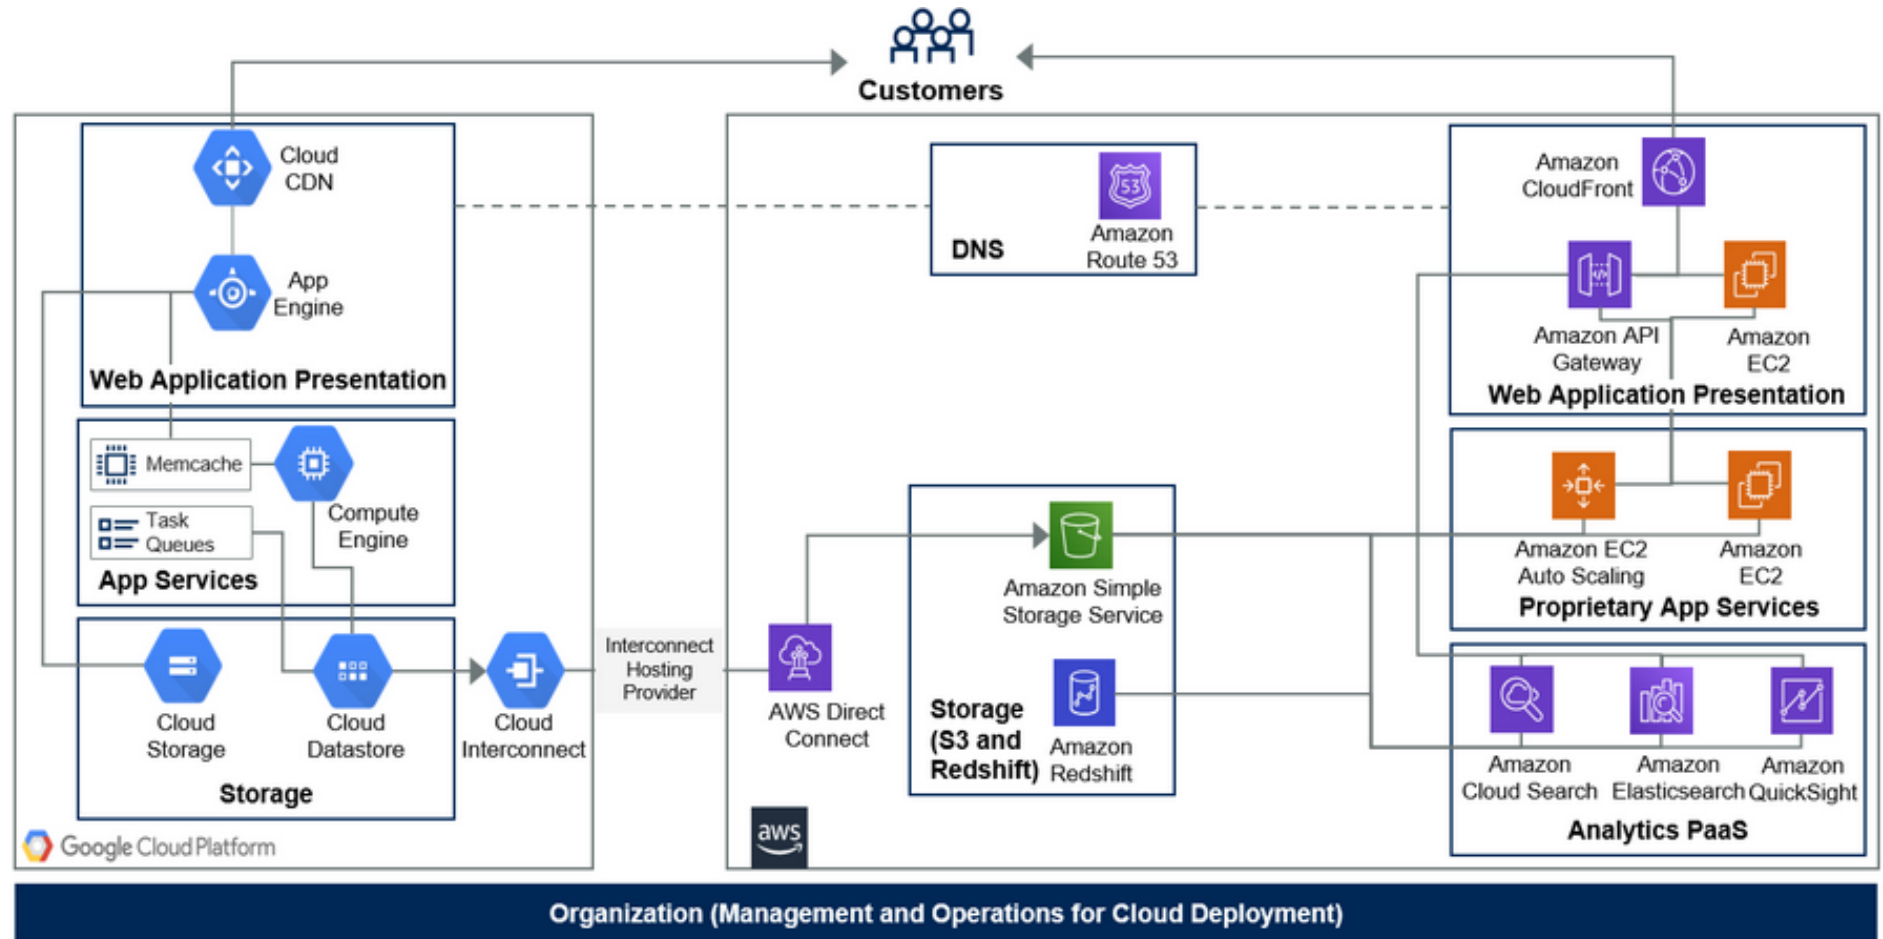 Customers
Cloud
CDN
App
Engine
Web Application Presentation
Memcache
Task
Queues
Compute
Engine
App Services
Cloud
Storage
Cloud
Datastore
Storage
Cloud
Interconnect
Google Cloud Platform
Interconnect
Hosting
Provider
DNS
53
Amazon
Route 53
AWS Direct
Connect
Amazon Simple
Storage Service
Storage
(S3 and
Redshift)
Amazon
Redshift
aws
Amazon
CloudFront
Amazon API
Gateway
Amazon
EC2
Web Application Presentation
Amazon EC2
Auto Scaling
Amazon
EC2
Proprietary App Services
Amazon
Cloud Search
Amazon
Elasticsearch
Amazon
QuickSight
Analytics PaaS
Organization (Management and Operations for Cloud Deployment)